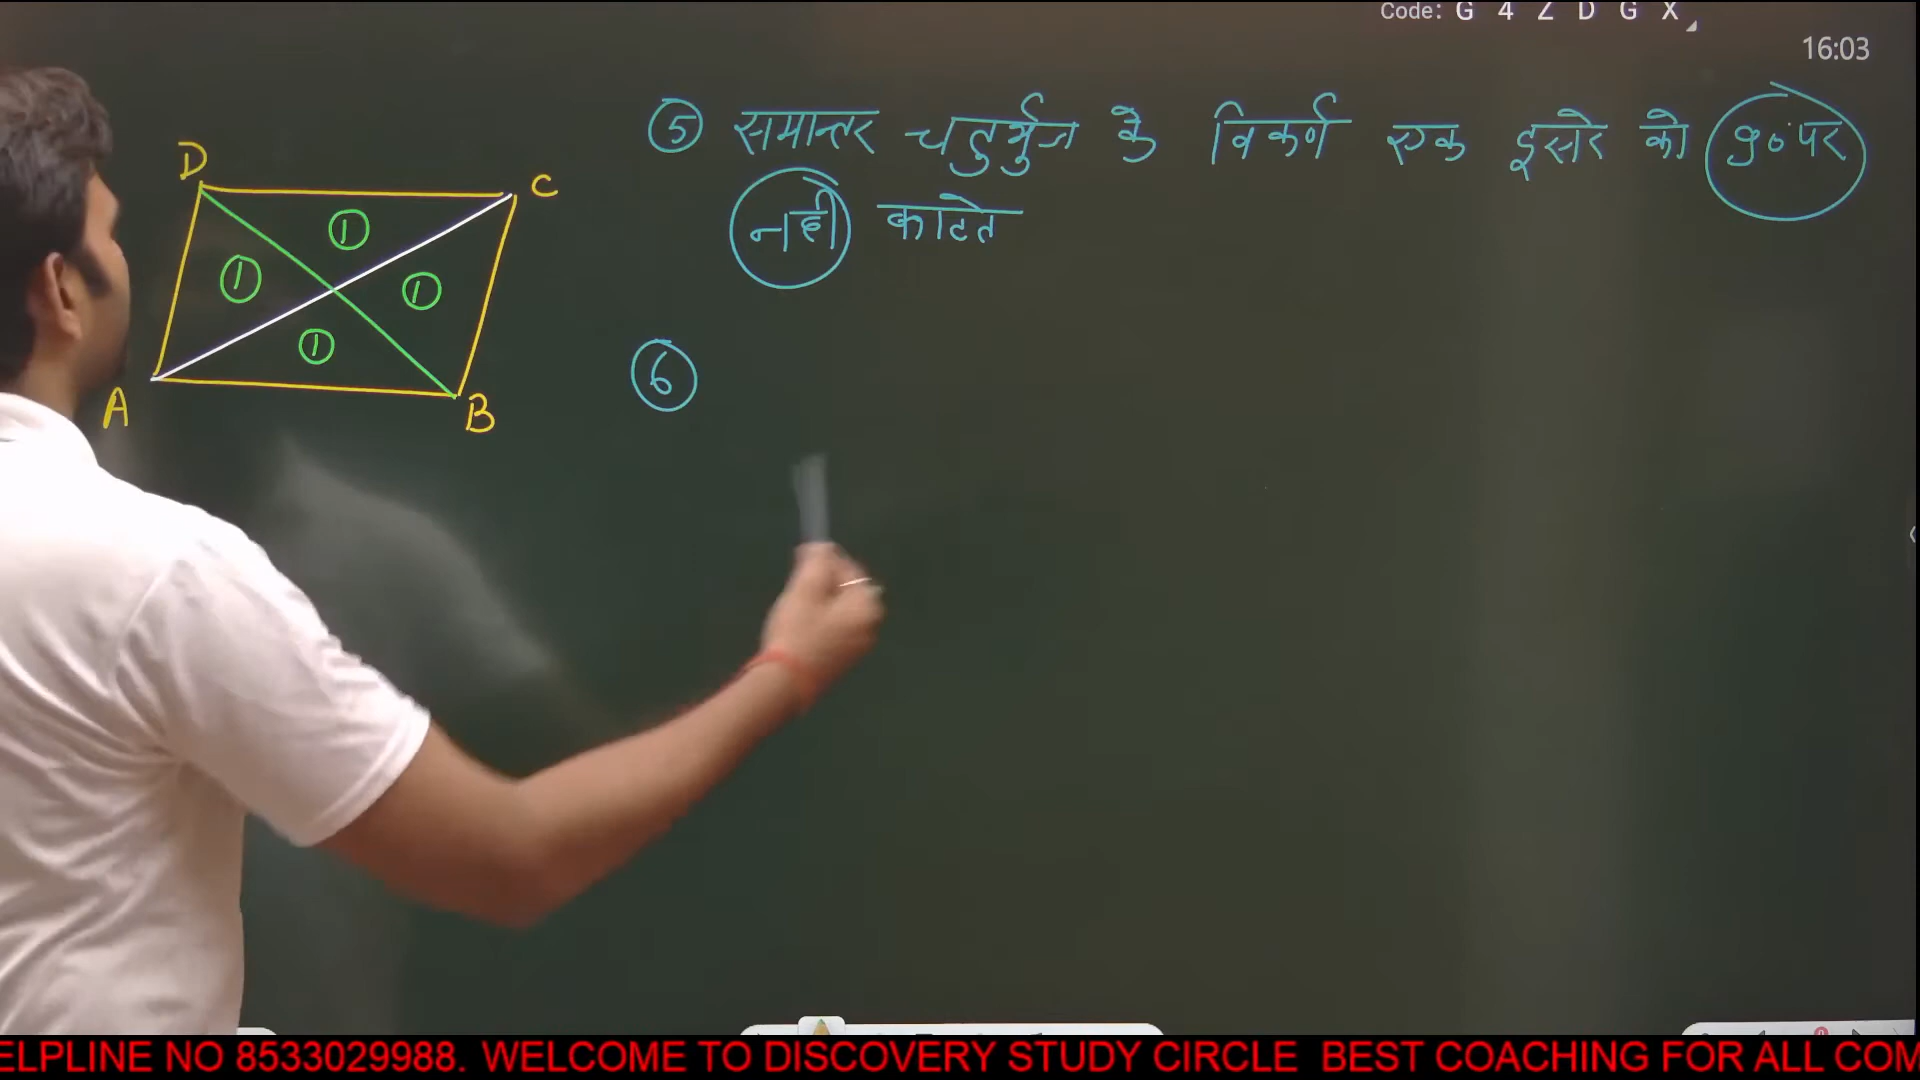 Code: G 4 Z D G X
16:03
⑤ समान्तर चतुर्भुज के विकर्ण एक दूसरे को 90° पर
नही काटते
D
C
①
①
①
①
⑥
A
B
ELPLINE NO 8533029988. WELCOME TO DISCOVERY STUDY CIRCLE BEST COACHING FOR ALL COM